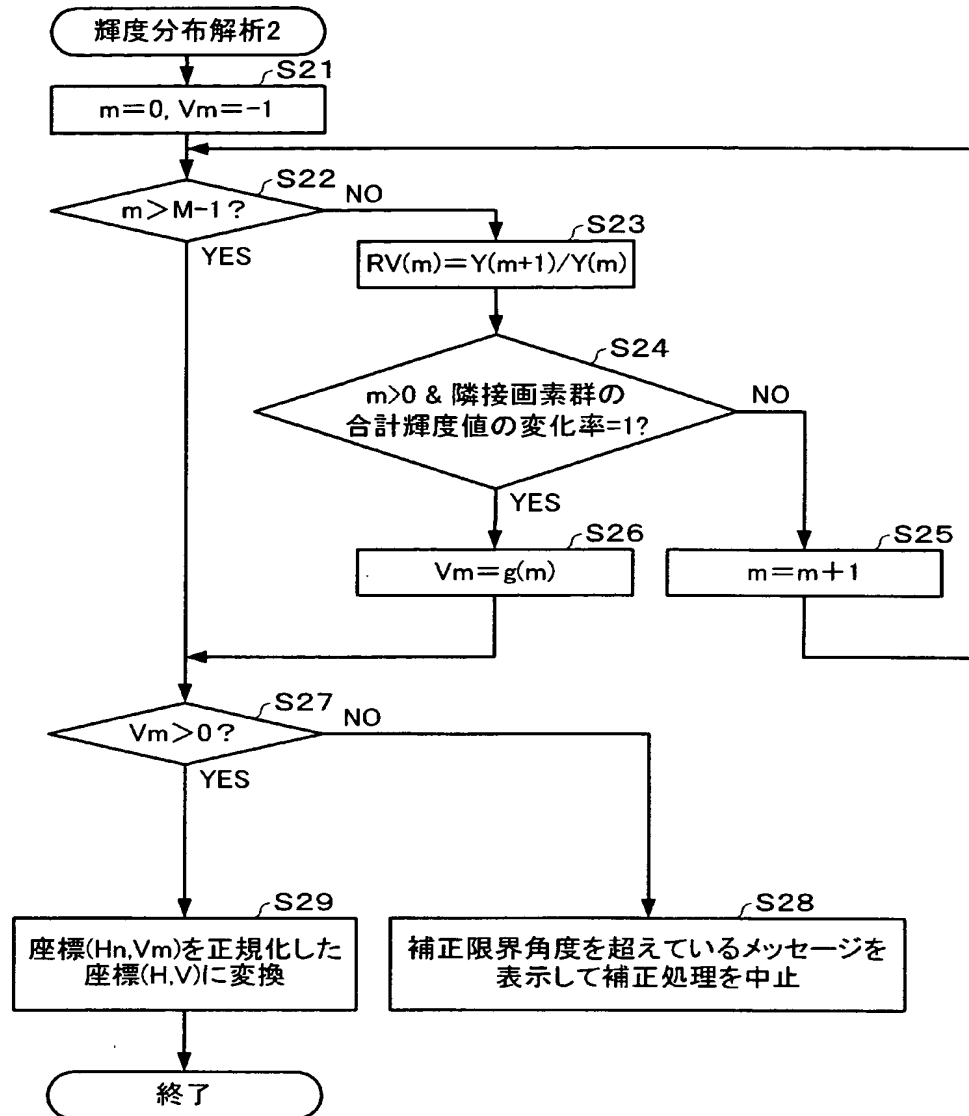 輝度分布解析2
S21
m=0, Vm=-1
S22
m>M-1?
NO
YES
S23
RV(m)=Y(m+1)/Y(m)
S24
m>0 & 隣接画素群の
合計輝度値の変化率=1?
NO
YES
S26
Vm=g(m)
S25
m=m+1
S27
Vm>0?
NO
YES
S29
座標(Hn,Vm)を正規化した
座標(H,V)に変換
S28
補正限界角度を超えているメッセージを
表示して補正処理を中止
終了